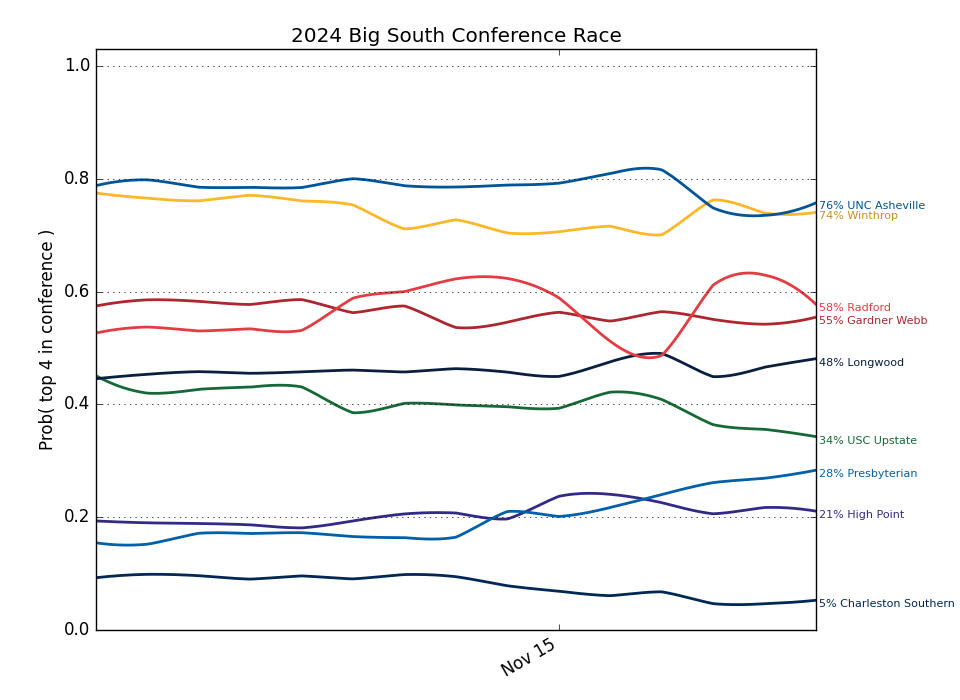 2024 Big South Conference Race
Prob( top 4 in conference )
1.0
0.8
0.6
0.4
0.2
0.0
Nov 15
76% UNC Asheville
74% Winthrop
58% Radford
55% Gardner Webb
48% Longwood
34% USC Upstate
28% Presbyterian
21% High Point
5% Charleston Southern